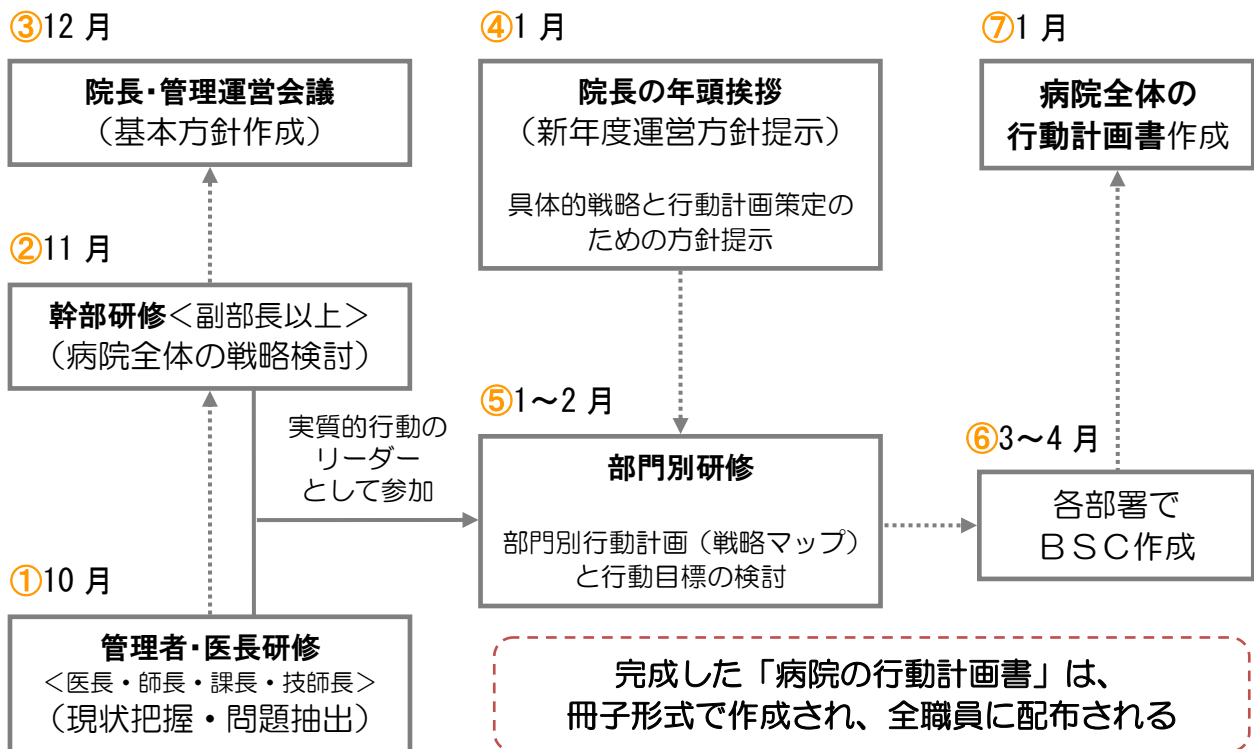 ③12 月
院長・管理運営会議
（基本方針作成）
②11 月
幹部研修＜副部長以上＞
（病院全体の戦略検討）
実質的行動の
リーダー
として参加
①10 月
管理者・医長研修
＜医長・師長・課長・技師長＞
（現状把握・問題抽出）
④1 月
院長の年頭挨拶
（新年度運営方針提示）
具体的戦略と行動計画策定の
ための方針提示
⑤1～2 月
部門別研修
部門別行動計画（戦略マップ）
と行動目標の検討
⑥3～4 月
各部署で
ＢＳＣ作成
⑦1 月
病院全体の
行動計画書作成
完成した「病院の行動計画書」は、
冊子形式で作成され、全職員に配布される